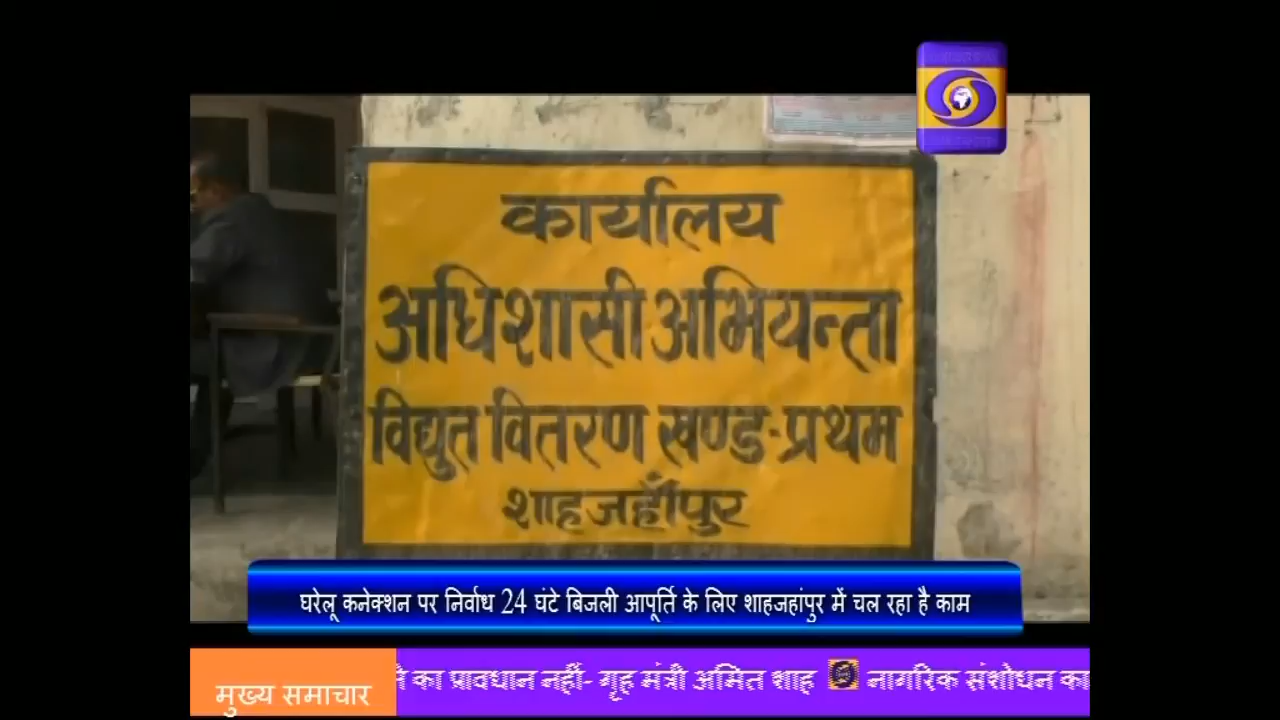 कार्यालय
अधिशासी अभियन्ता
विद्युत वितरण खण्ड-प्रथम
शाहजहाँपुर
घरेलू कनेक्शन पर निर्वाध 24 घंटे बिजली आपूर्ति के लिए शाहजहांपुर में चल रहा है काम
मुख्य समाचार
का प्रावधान नहीं- गृह मंत्री अमित शाह नागरिक संशोधन का